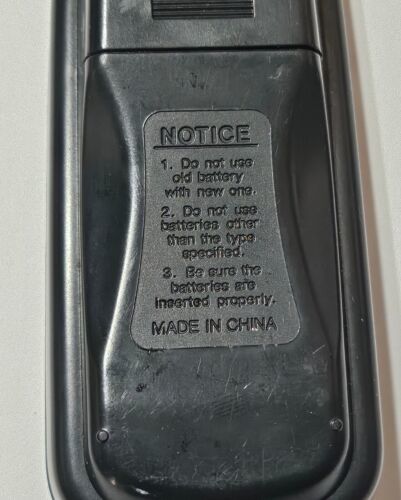 NOTICE
1. Do not use
old battery
with new one.
2. Do not use
batteries other
than the type
specified.
3. Be sure the
batteries are
inserted properly.
MADE IN CHINA